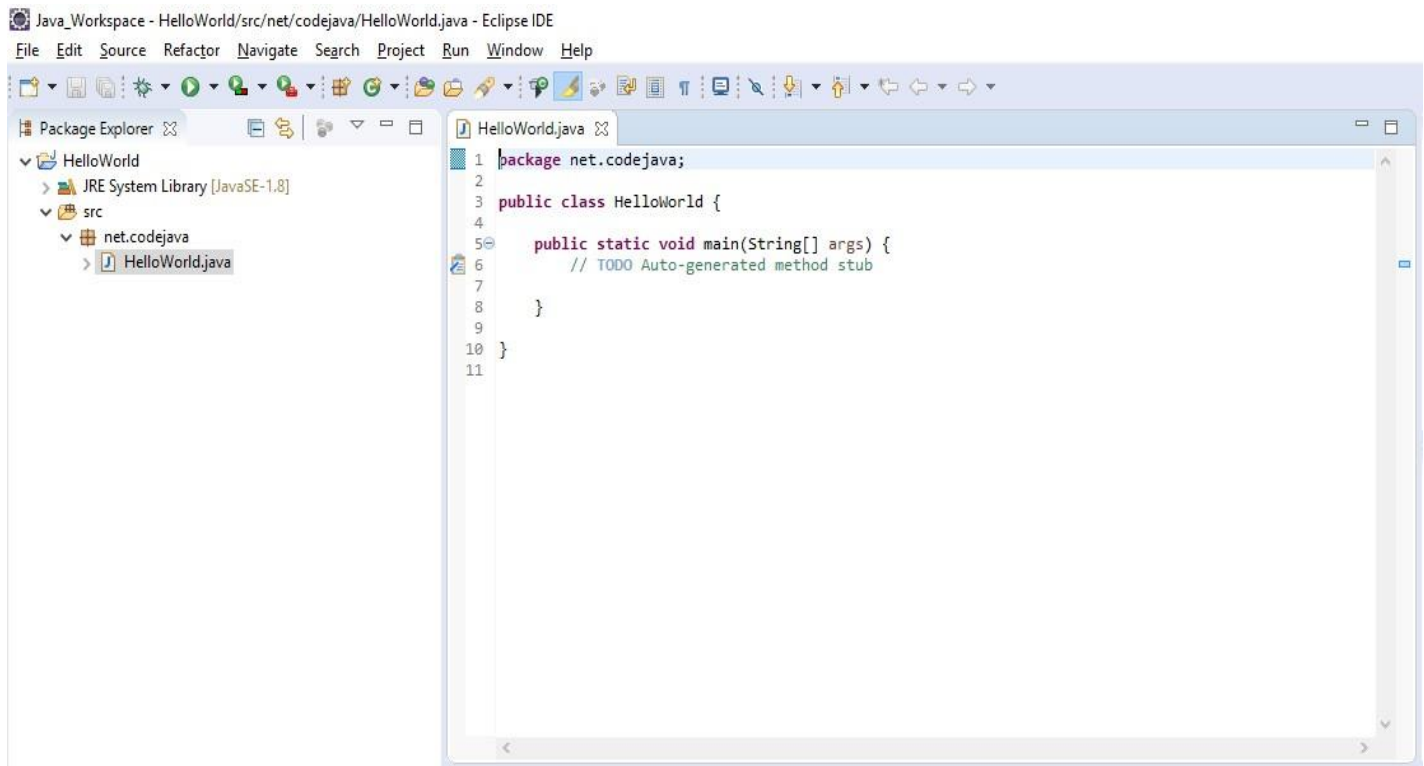 Java_Workspace - HelloWorld/src/net/codejava/HelloWorld.java - Eclipse IDE
File Edit Source Refactor Navigate Search Project Run Window Help
Package Explorer
HelloWorld
JRE System Library [JavaSE-1.8]
src
net.codejava
HelloWorld.java
HelloWorld.java
1 package net.codejava;
2
3 public class HelloWorld {
4
5 public static void main(String[] args) {
6 // TODO Auto-generated method stub
7
8 }
9
10 }
11